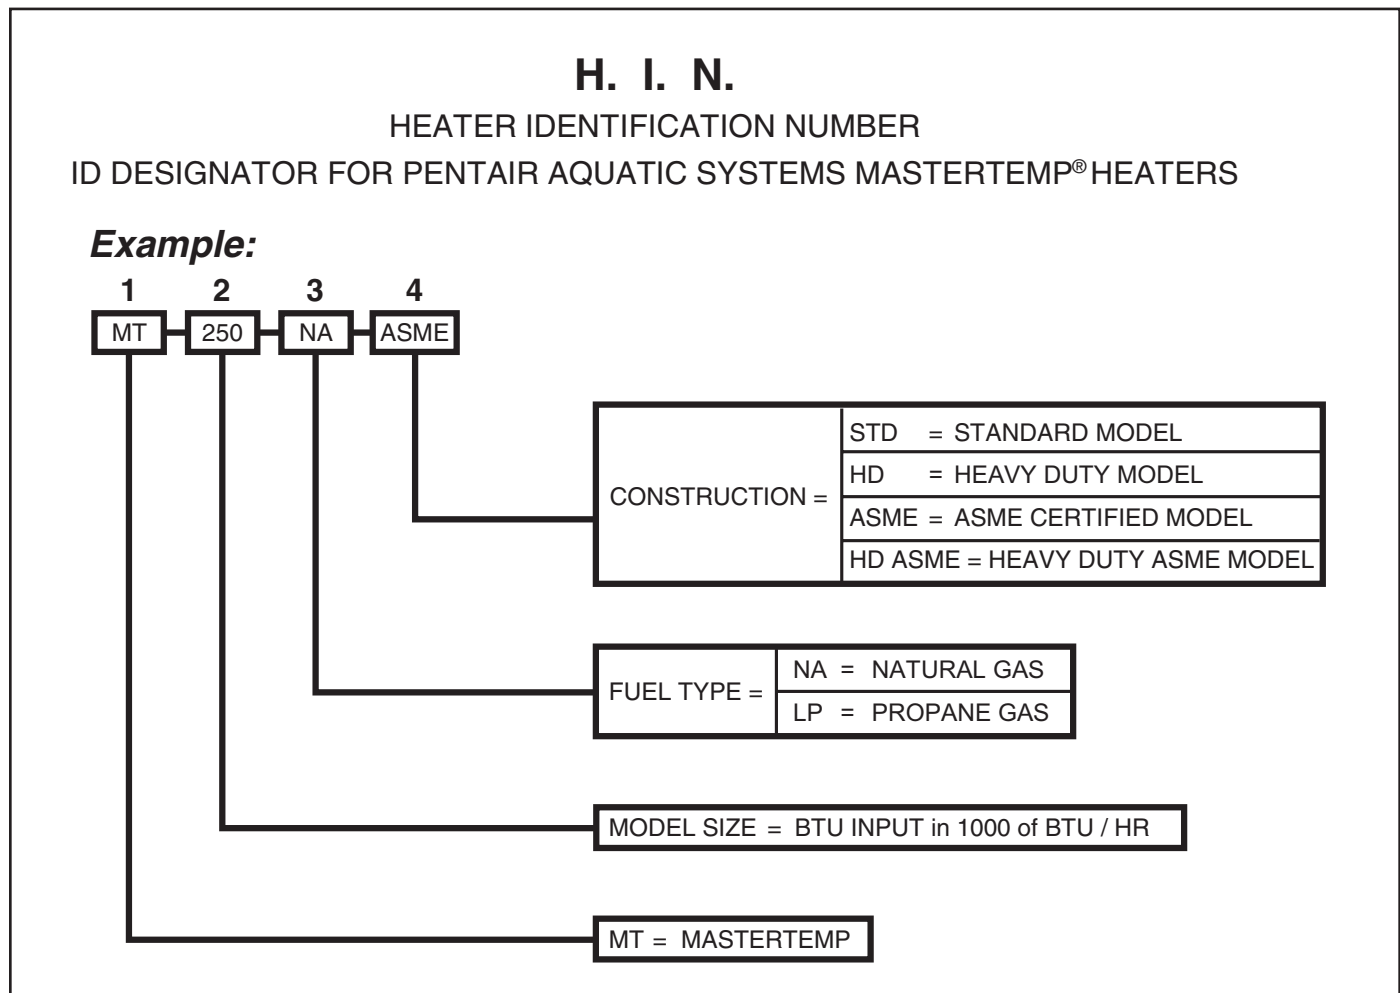 H. I. N.
HEATER IDENTIFICATION NUMBER
ID DESIGNATOR FOR PENTAIR AQUATIC SYSTEMS MASTERTEMP® HEATERS
Example:
1 2 3 4
MT 250 NA ASME
CONSTRUCTION =
STD = STANDARD MODEL
HD = HEAVY DUTY MODEL
ASME = ASME CERTIFIED MODEL
HD ASME = HEAVY DUTY ASME MODEL
FUEL TYPE =
NA = NATURAL GAS
LP = PROPANE GAS
MODEL SIZE = BTU INPUT in 1000 of BTU / HR
MT = MASTERTEMP